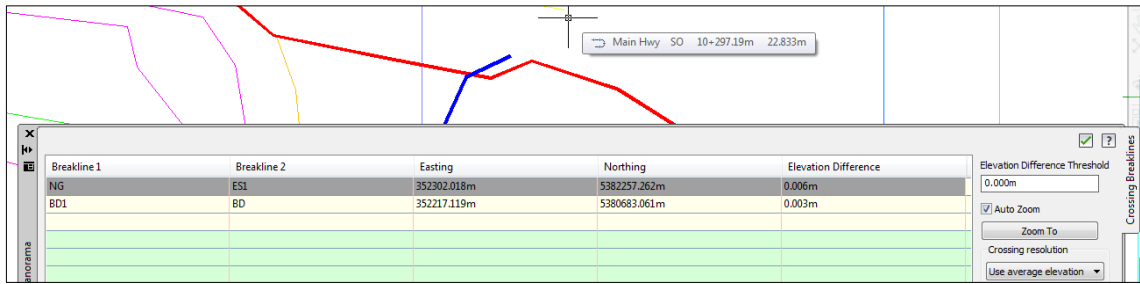 Main Hwy SO 10+297.19m 22.833m
Breakline 1 Breakline 2 Easting Northing Elevation Difference
NG ES1 352302.018m 5382257.262m 0.006m
BD1 BD 352217.119m 5380683.061m 0.003m
Elevation Difference Threshold
0.000m
Auto Zoom
Zoom To
Crossing resolution
Use average elevation
Crossing Breaklines
anorama